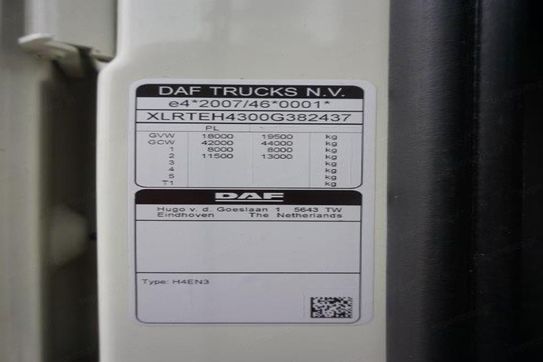 DAF TRUCKS N.V.
e4*2007/46*0001*
XLRTEH4300G382437
PL
GVW 18000 19500 kg
GCW 42000 44000 kg
1 8000 8000 kg
2 11500 13000 kg
3 kg
4 kg
5 kg
T1 kg
DAF
Hugo v. d. Goeslaan 1 5643 TW
Eindhoven The Netherlands
Type: H4EN3